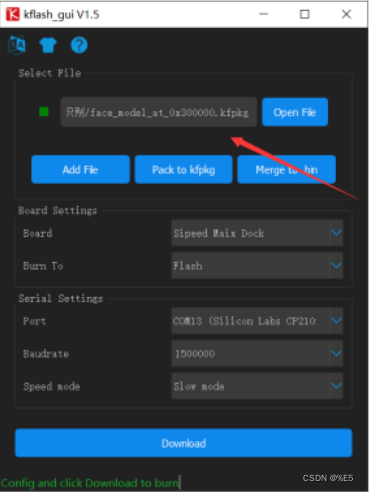 kflash_gui V1.5
Select File
只别/face_model_at_0x300000.kfpkg
Open File
Add File
Pack to kfpkg
Merge to .bin
Board Settings
Board
Sipeed Maix Dock
Burn To
Flash
Serial Settings
Port
COM13 (Silicon Labs CP210
Baudrate
1500000
Speed mode
Slow mode
Download
Config and click Download to burn
CSDN @%E5